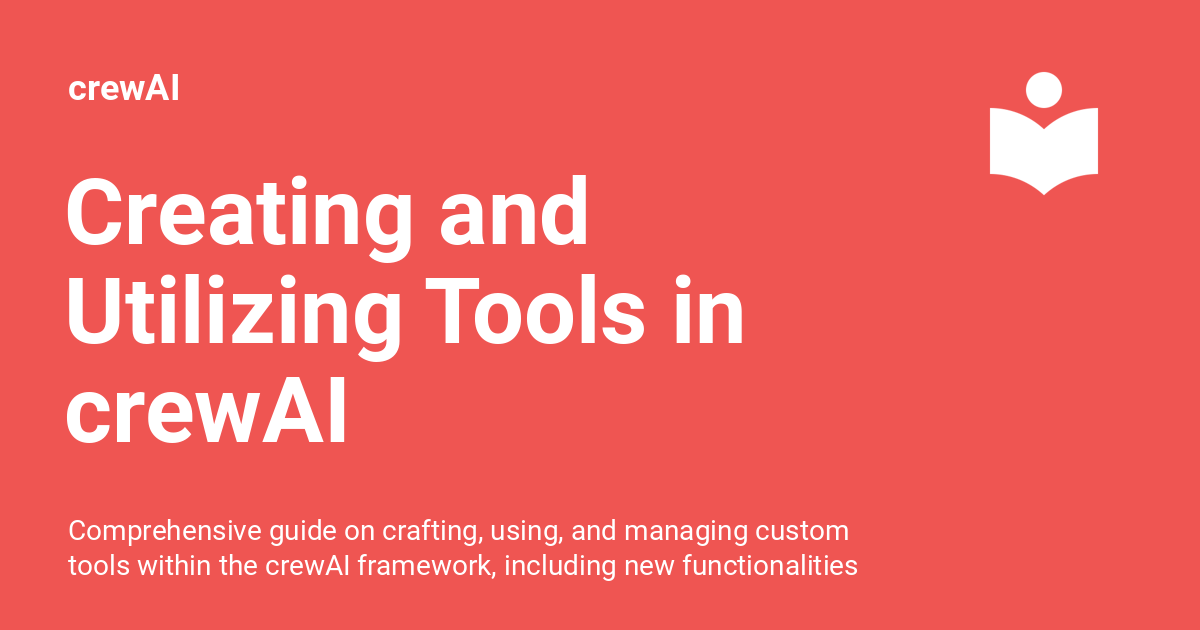 crewAI
Creating and
Utilizing Tools in
crewAI
Comprehensive guide on crafting, using, and managing custom
tools within the crewAI framework, including new functionalities